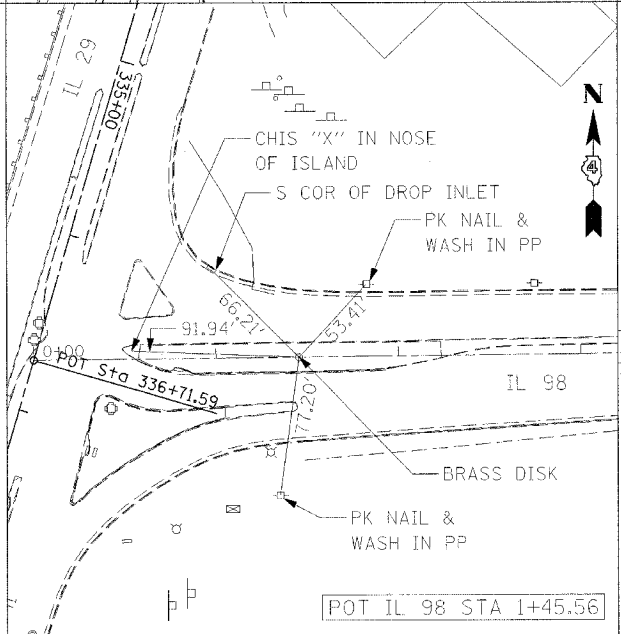 IL 29
335+00
N
4
CHIS "X" IN NOSE
OF ISLAND
S COR OF DROP INLET
PK NAIL &
WASH IN PP
66.21'
53.41'
91.94'
0+00
POT Sta 336+71.59
77.20'
IL 98
BRASS DISK
PK NAIL &
WASH IN PP
POT IL 98 STA 1+45.56